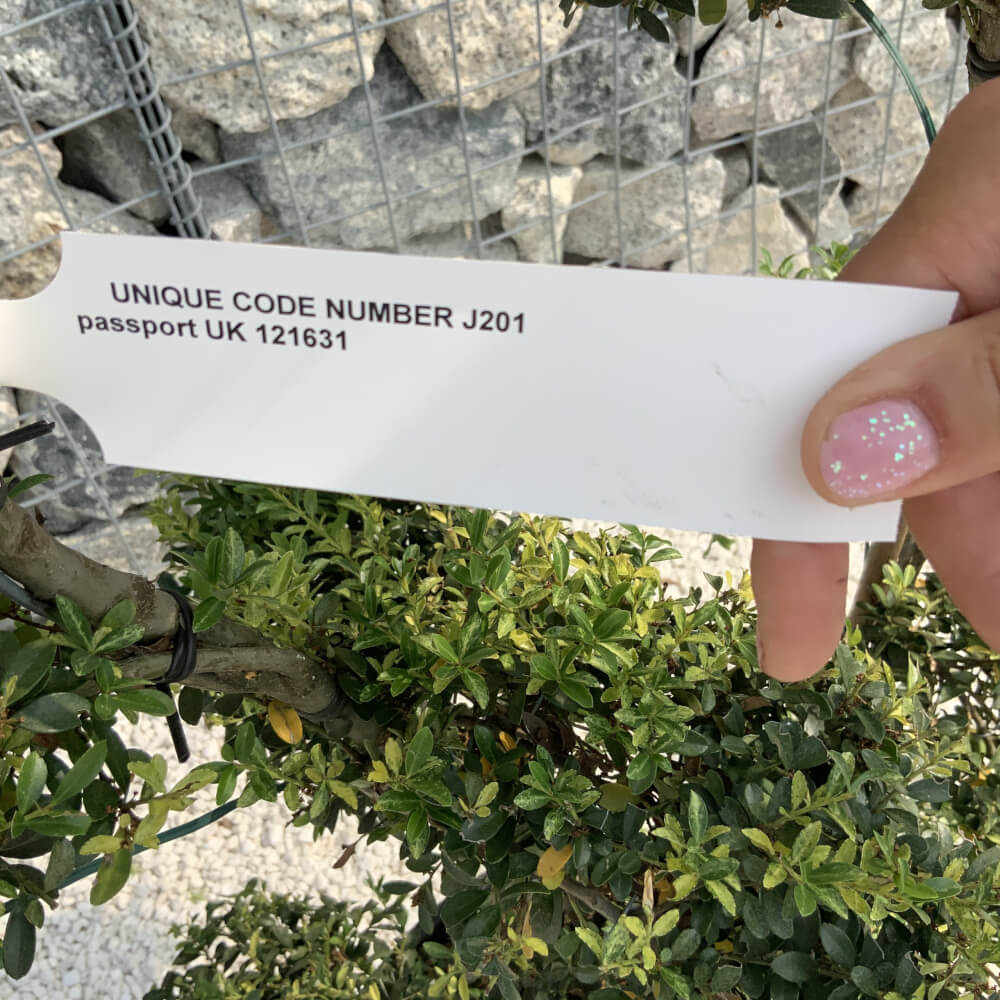 UNIQUE CODE NUMBER J201
passport UK 121631